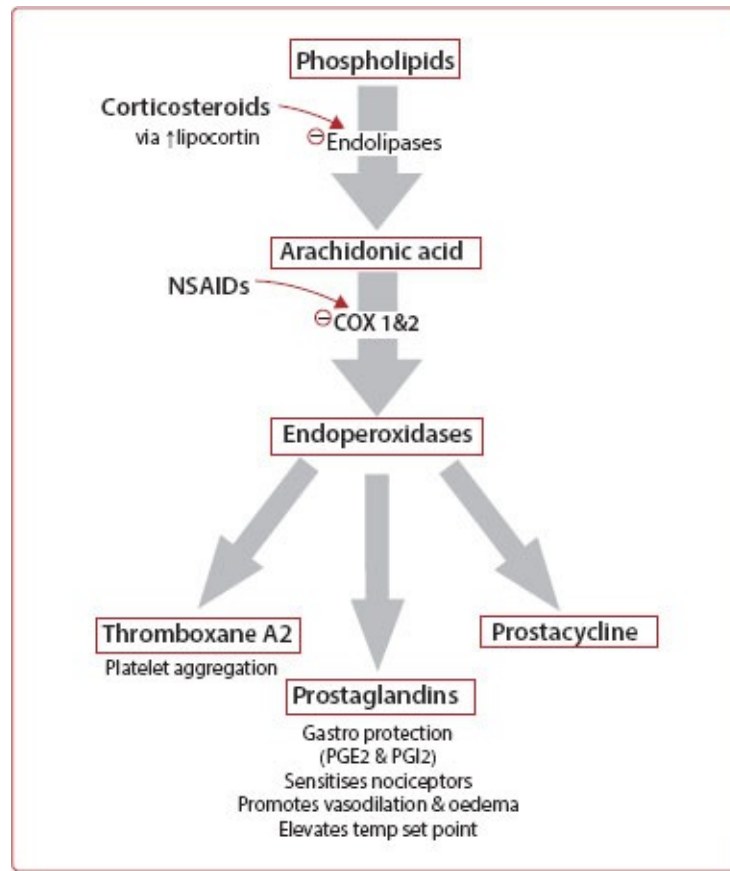 Phospholipids
Corticosteroids
via ↑lipocortin
⊖Endolipases
Arachidonic acid
NSAIDs
⊖COX 1&2
Endoperoxidases
Thromboxane A2
Platelet aggregation
Prostacycline
Prostaglandins
Gastro protection
(PGE2 & PGI2)
Sensitises nociceptors
Promotes vasodilation & oedema
Elevates temp set point